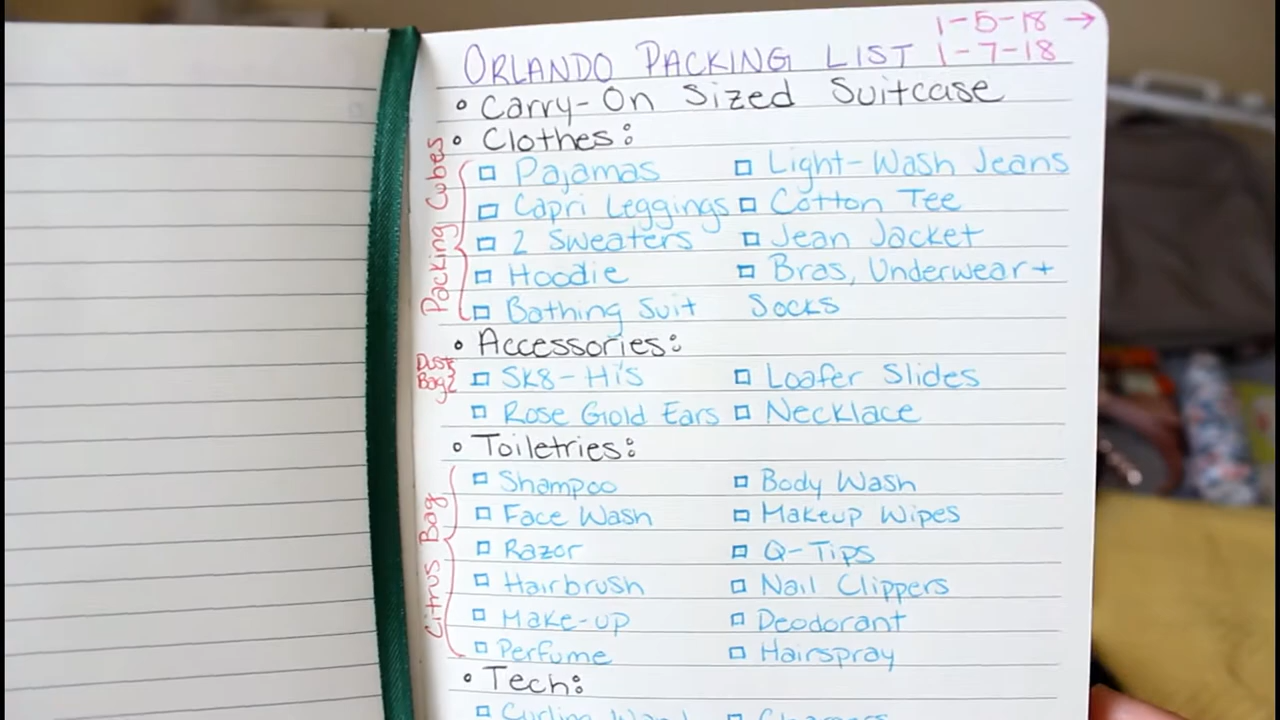 1-5-18 →
ORLANDO PACKING LIST 1-7-18
• Carry-On Sized Suitcase
• Clothes:
Packing Cubes
□ Pajamas □ Light-Wash Jeans
□ Capri Leggings □ Cotton Tee
□ 2 Sweaters □ Jean Jacket
□ Hoodie □ Bras, Underwear +
□ Bathing Suit Socks
• Accessories:
Dust
Bag
□ SK8-Hi's □ Loafer Slides
□ Rose Gold Ears □ Necklace
• Toiletries:
Citrus Bag
□ Shampoo □ Body Wash
□ Face Wash □ Makeup Wipes
□ Razor □ Q-Tips
□ Hairbrush □ Nail Clippers
□ Make-up □ Deodorant
□ Perfume □ Hairspray
• Tech:
□ Curling Wand □